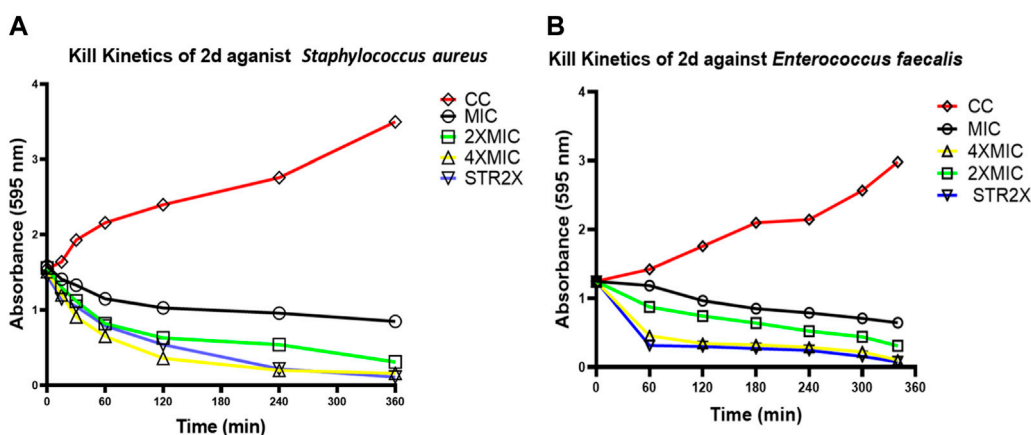 A
Kill Kinetics of 2d aganist Staphylococcus aureus
4
3
2
1
0
Absorbance (595 nm)
0 60 120 180 240 300 360
Time (min)
CC
MIC
2XMIC
4XMIC
STR2X
B
Kill Kinetics of 2d against Enterococcus faecalis
4
3
2
1
0
Absorbance (595 nm)
0 60 120 180 240 300 360
Time (min)
CC
MIC
4XMIC
2XMIC
STR2X